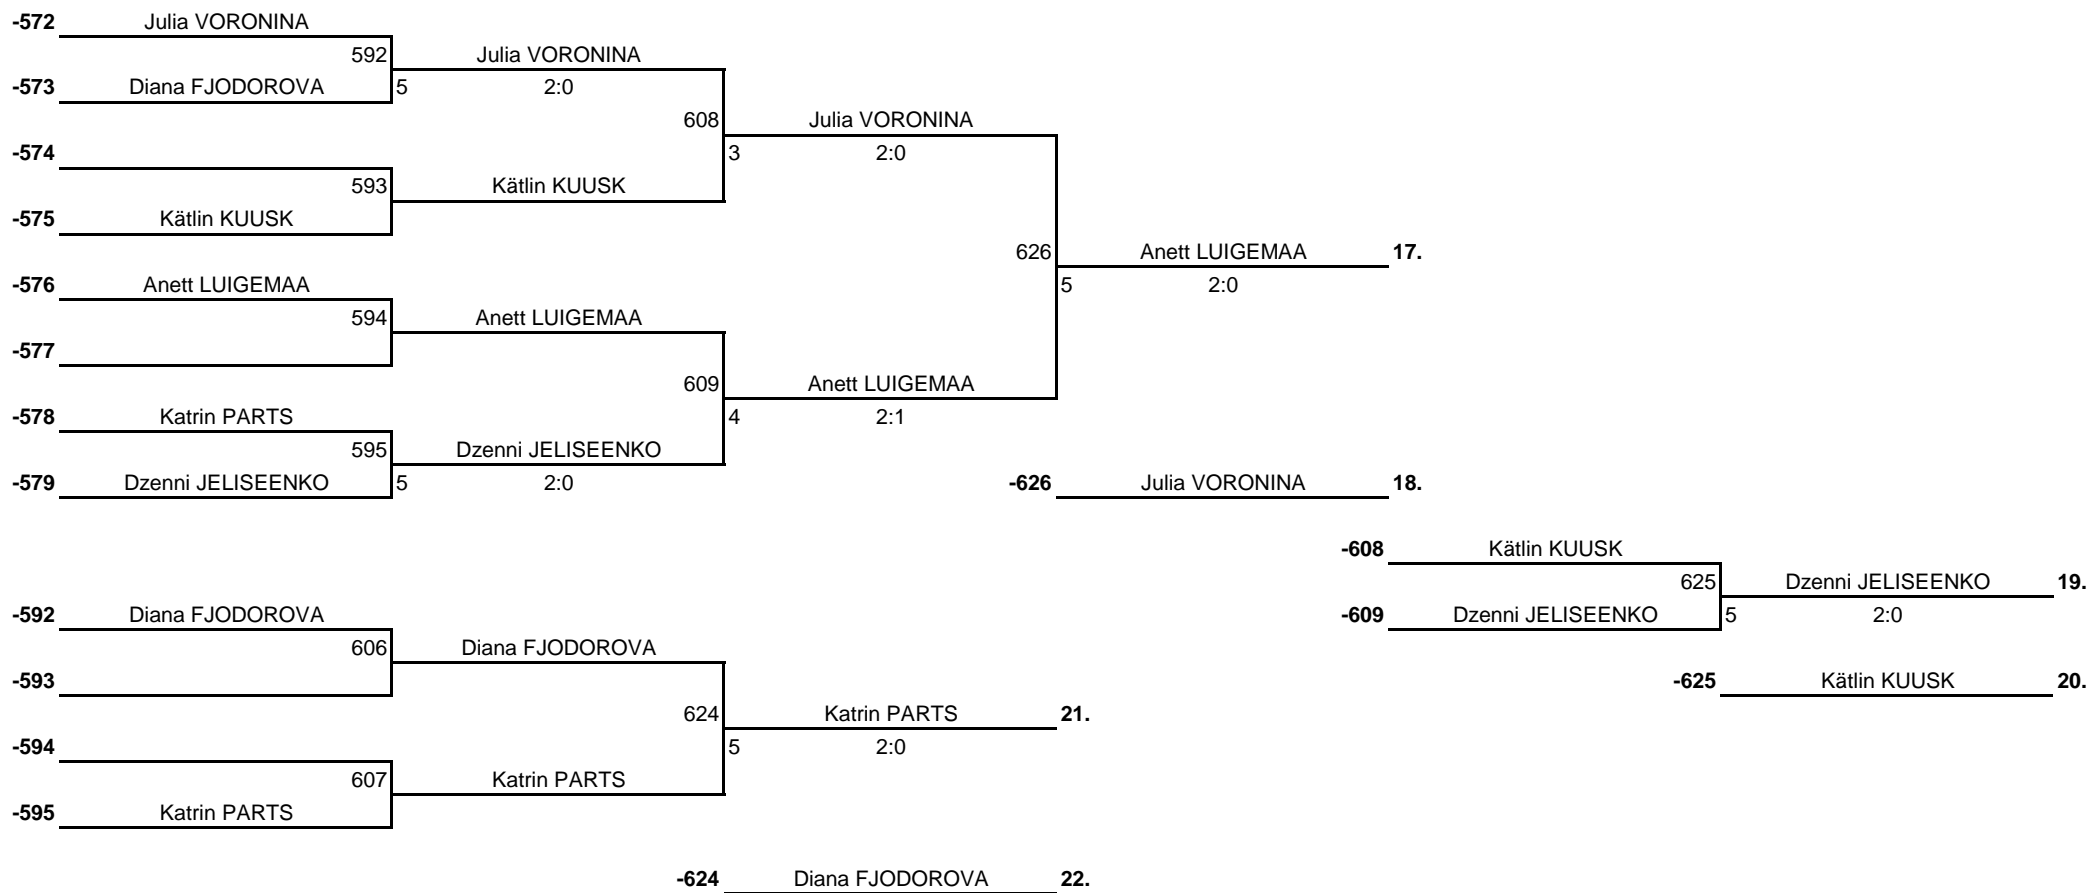 -572 Julia VORONINA
592 Julia VORONINA
-573 Diana FJODOROVA 5 2:0
608 Julia VORONINA
-574 3 2:0
593 Kätlin KUUSK
-575 Kätlin KUUSK
626 Anett LUIGEMAA 17.
-576 Anett LUIGEMAA 5 2:0
594 Anett LUIGEMAA
-577
609 Anett LUIGEMAA
-578 Katrin PARTS 4 2:1
595 Dzenni JELISEENKO
-579 Dzenni JELISEENKO 5 2:0 -626 Julia VORONINA 18.
-608 Kätlin KUUSK
625 Dzenni JELISEENKO 19.
-592 Diana FJODOROVA -609 Dzenni JELISEENKO 5 2:0
606 Diana FJODOROVA
-593 -625 Kätlin KUUSK 20.
624 Katrin PARTS 21.
-594 5 2:0
607 Katrin PARTS
-595 Katrin PARTS
-624 Diana FJODOROVA 22.